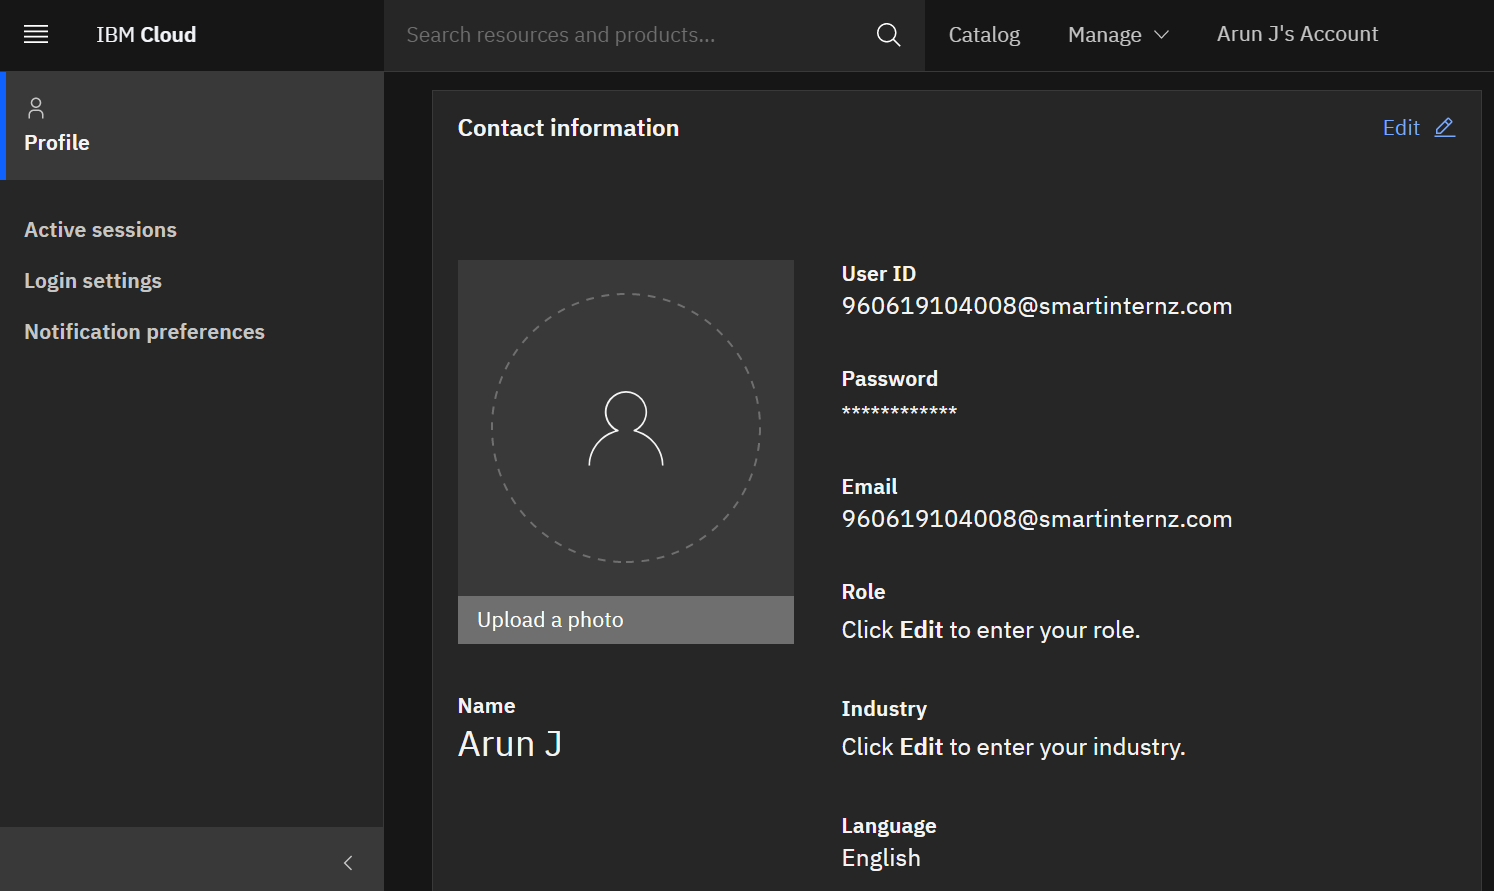 IBM Cloud
Search resources and products...
Catalog
Manage
Arun J's Account
Profile
Active sessions
Login settings
Notification preferences
Contact information
Edit
Upload a photo
Name
Arun J
User ID
960619104008@smartinternz.com
Password
************
Email
960619104008@smartinternz.com
Role
Click Edit to enter your role.
Industry
Click Edit to enter your industry.
Language
English